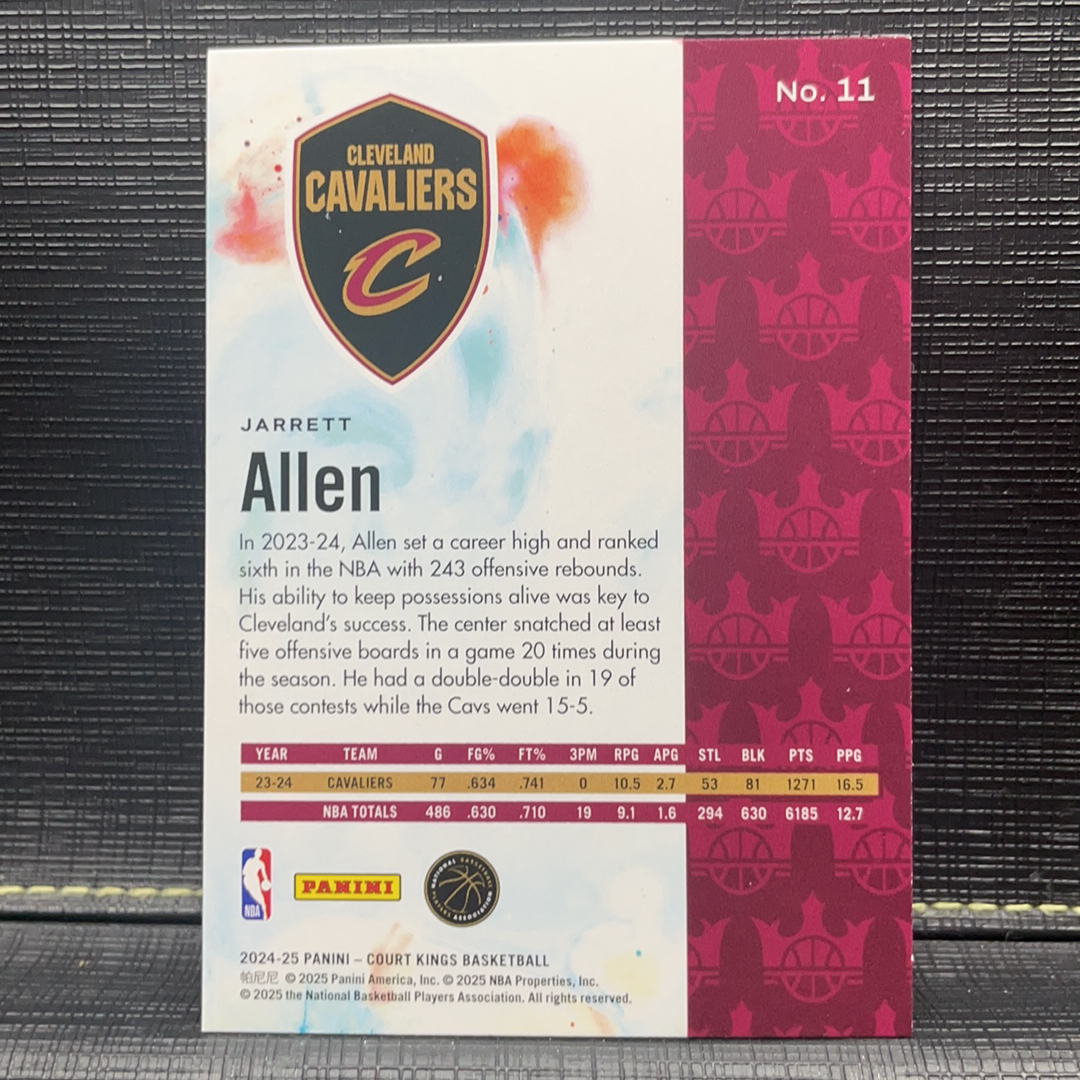 No. 11
CLEVELAND
CAVALIERS
C
JARRETT
Allen
In 2023-24, Allen set a career high and ranked
sixth in the NBA with 243 offensive rebounds.
His ability to keep possessions alive was key to
Cleveland's success. The center snatched at least
five offensive boards in a game 20 times during
the season. He had a double-double in 19 of
those contests while the Cavs went 15-5.
YEAR TEAM G FG% FT% 3PM RPG APG STL BLK PTS PPG
23-24 CAVALIERS 77 .634 .741 0 10.5 2.7 53 81 1271 16.5
NBA TOTALS 486 .630 .710 19 9.1 1.6 294 630 6185 12.7
NBA
PANINI
NATIONAL BASKETBALL
PLAYERS ASSOCIATION
2024-25 PANINI – COURT KINGS BASKETBALL
帕尼尼 © 2025 Panini America, Inc. © 2025 NBA Properties, Inc.
© 2025 the National Basketball Players Association. All rights reserved.